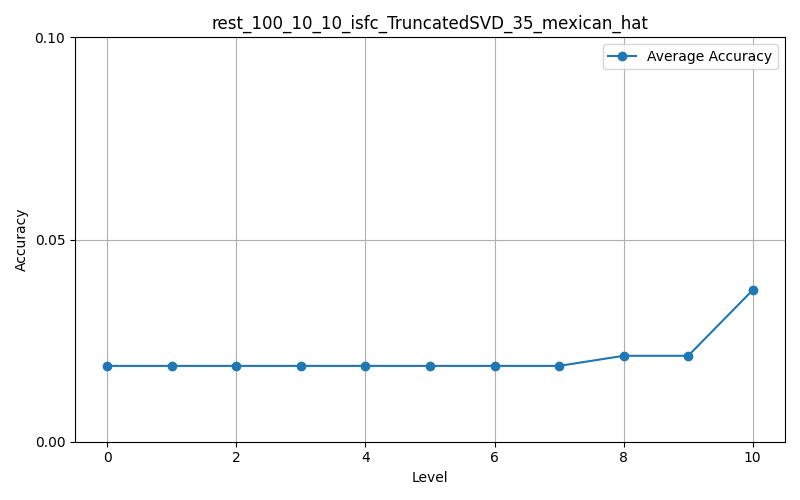 rest_100_10_10_isfc_TruncatedSVD_35_mexican_hat
Average Accuracy
0.10
0.05
0.00
Accuracy
0 2 4 6 8 10
Level